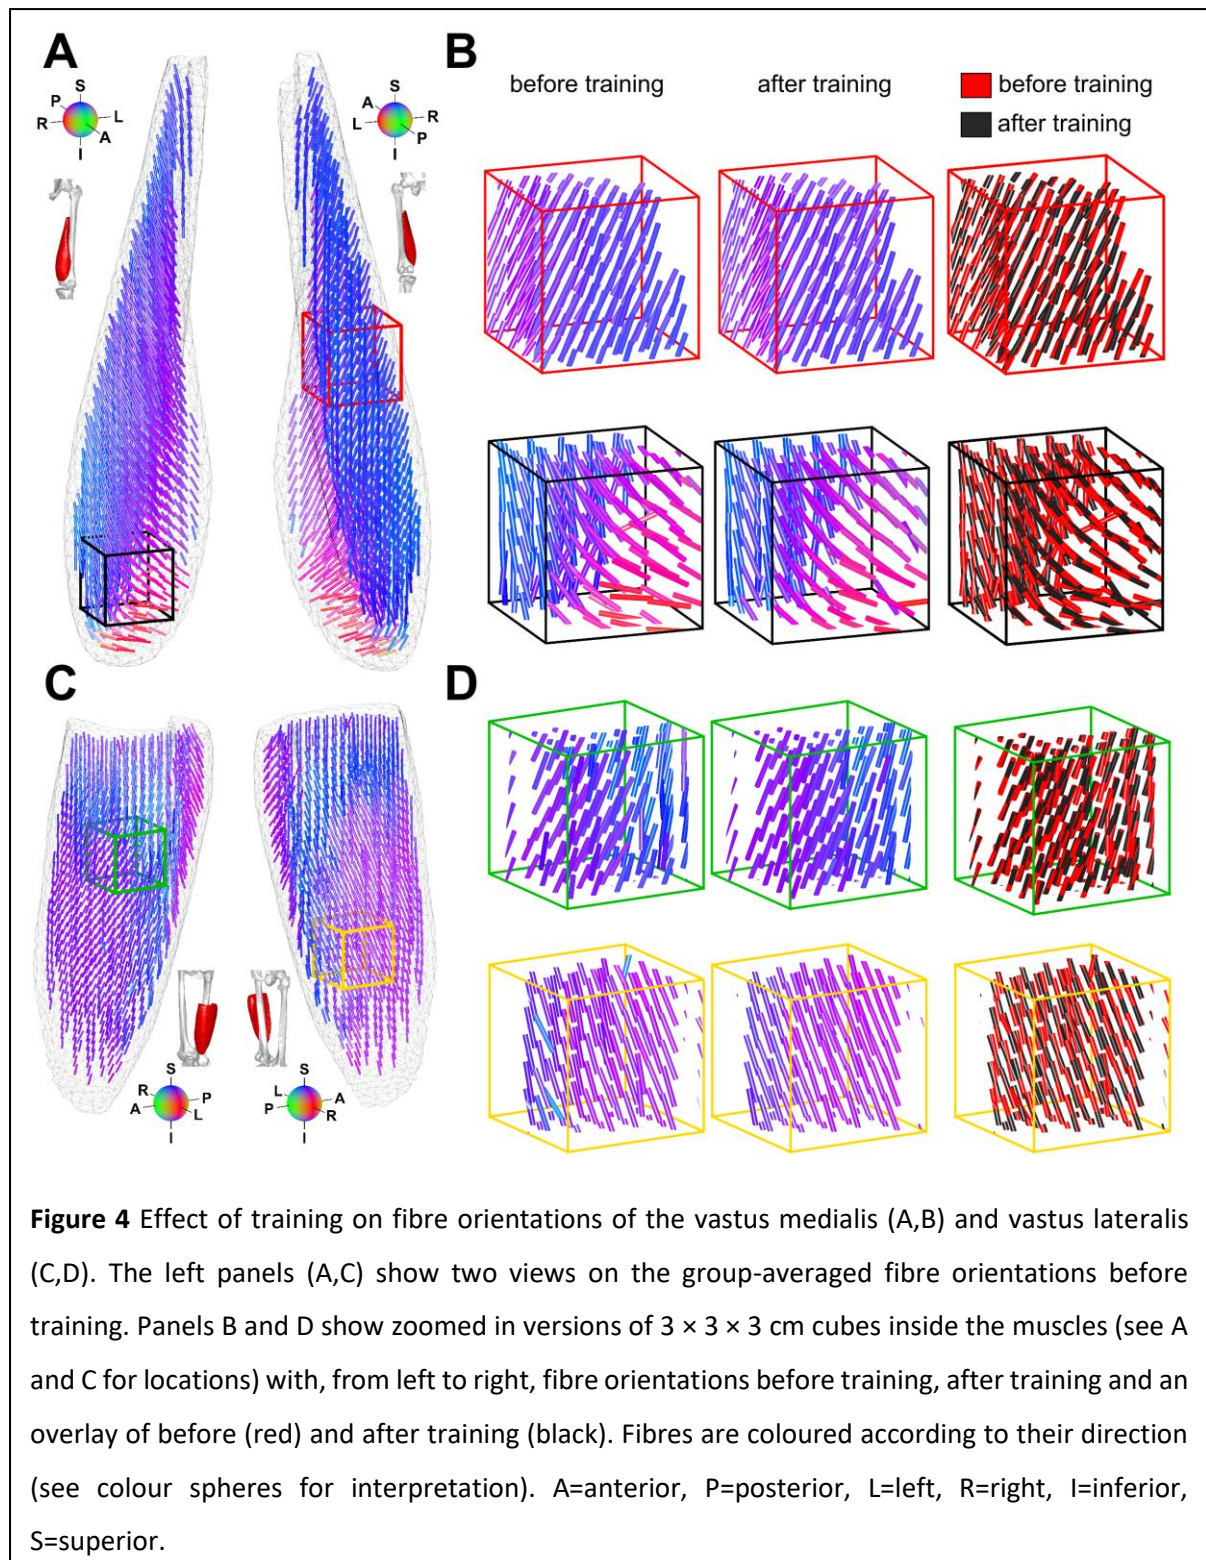 A
S
P
L
R
A
I
S
A
R
L
P
I
B
before training
after training
before training
after training
C
S
R
P
A
L
I
S
L
A
P
R
I
D
Figure 4 Effect of training on fibre orientations of the vastus medialis (A,B) and vastus lateralis
(C,D). The left panels (A,C) show two views on the group-averaged fibre orientations before
training. Panels B and D show zoomed in versions of 3 × 3 × 3 cm cubes inside the muscles (see A
and C for locations) with, from left to right, fibre orientations before training, after training and an
overlay of before (red) and after training (black). Fibres are coloured according to their direction
(see colour spheres for interpretation). A=anterior, P=posterior, L=left, R=right, I=inferior,
S=superior.